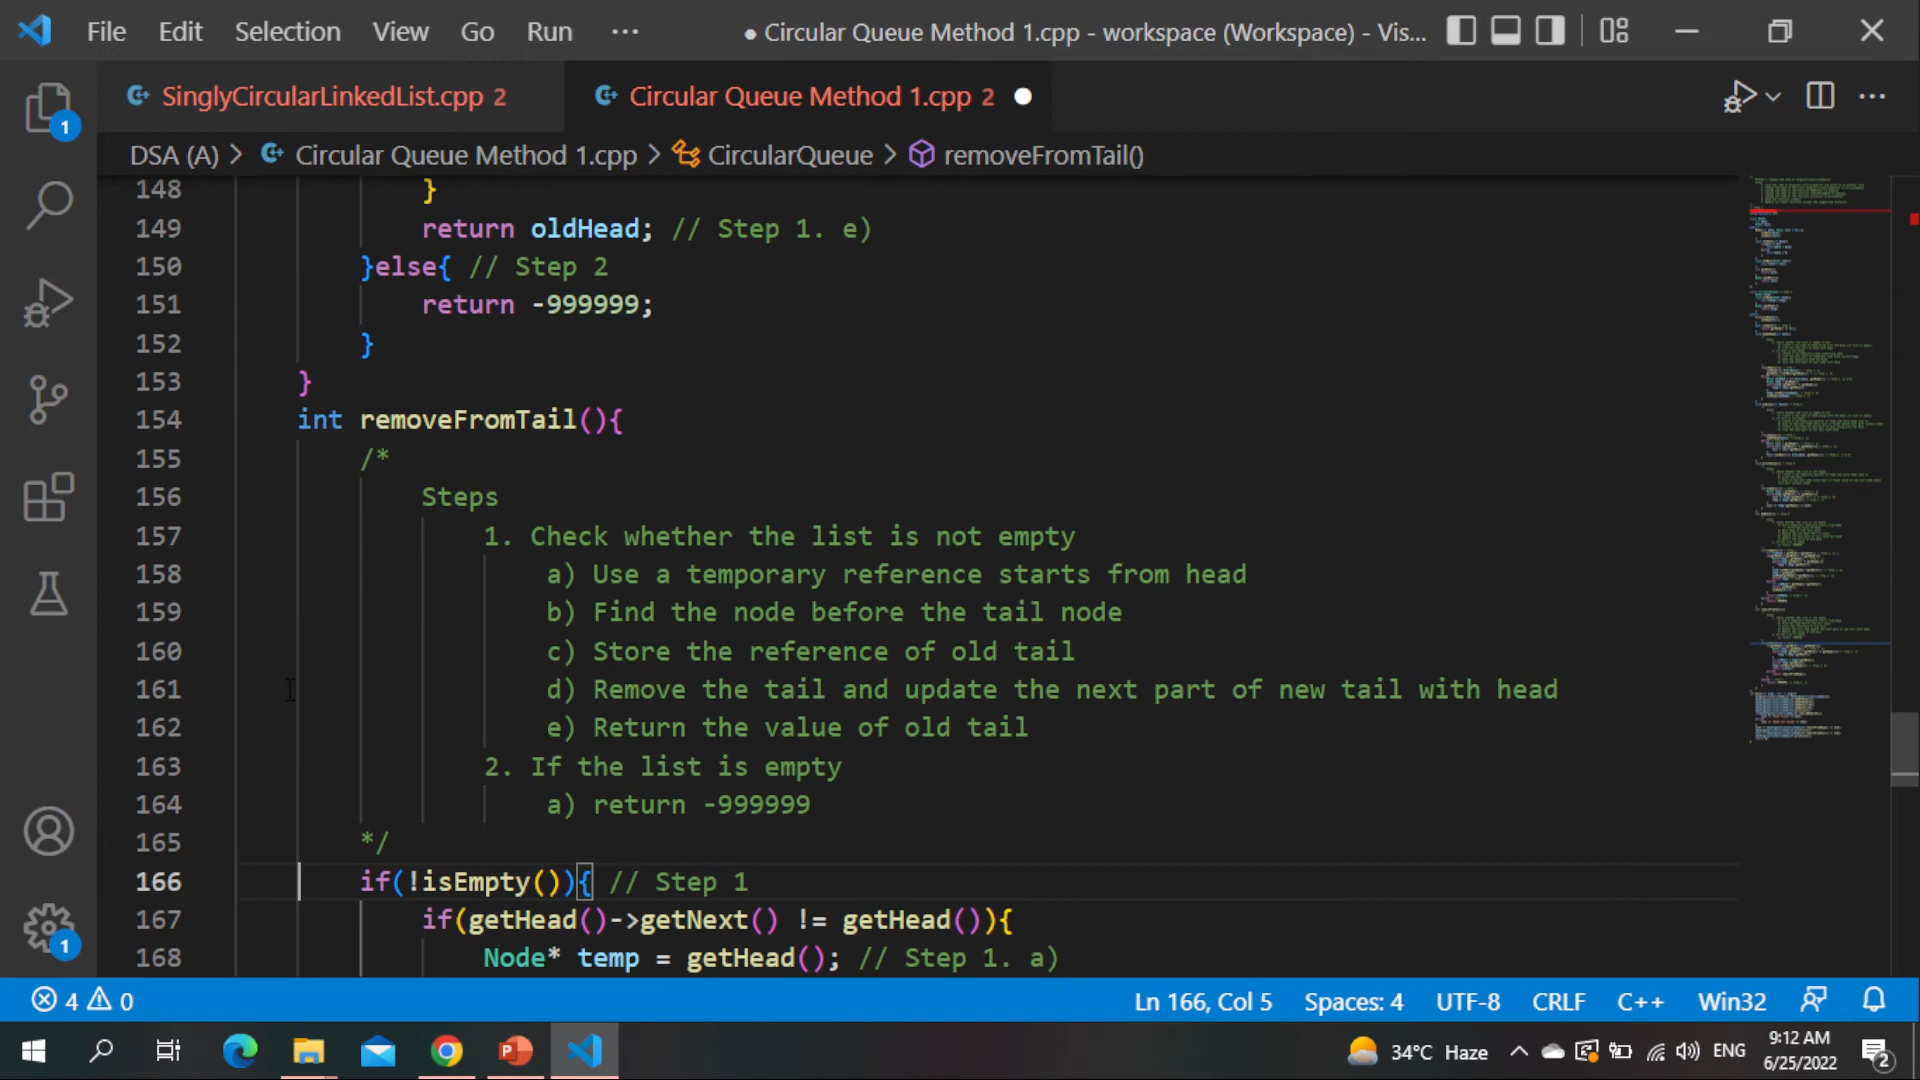 File Edit Selection View Go Run ··· ● Circular Queue Method 1.cpp - workspace (Workspace) - Vis...
SinglyCircularLinkedList.cpp 2 Circular Queue Method 1.cpp 2
DSA (A) > Circular Queue Method 1.cpp > CircularQueue > removeFromTail()
148 }
149 return oldHead; // Step 1. e)
150 }else{ // Step 2
151 return -999999;
152 }
153 }
154 int removeFromTail(){
155 /*
156 Steps
157 1. Check whether the list is not empty
158 a) Use a temporary reference starts from head
159 b) Find the node before the tail node
160 c) Store the reference of old tail
161 d) Remove the tail and update the next part of new tail with head
162 e) Return the value of old tail
163 2. If the list is empty
164 a) return -999999
165 */
166 if(!isEmpty()){ // Step 1
167 if(getHead()->getNext() != getHead()){
168 Node* temp = getHead(); // Step 1. a)
1
1
4 0 Ln 166, Col 5 Spaces: 4 UTF-8 CRLF C++ Win32
34°C Haze ENG 9:12 AM
6/25/2022 2